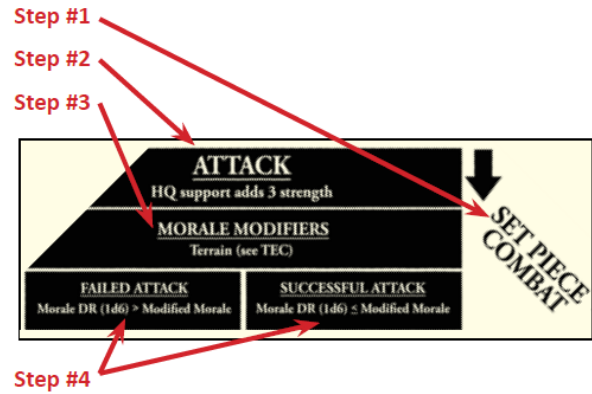 Step #1
Step #2
Step #3
ATTACK
HQ support adds 3 strength
MORALE MODIFIERS
Terrain (see TEC)
FAILED ATTACK
Morale DR (1d6) > Modified Morale
SUCCESSFUL ATTACK
Morale DR (1d6) ≤ Modified Morale
SET PIECE
COMBAT
Step #4